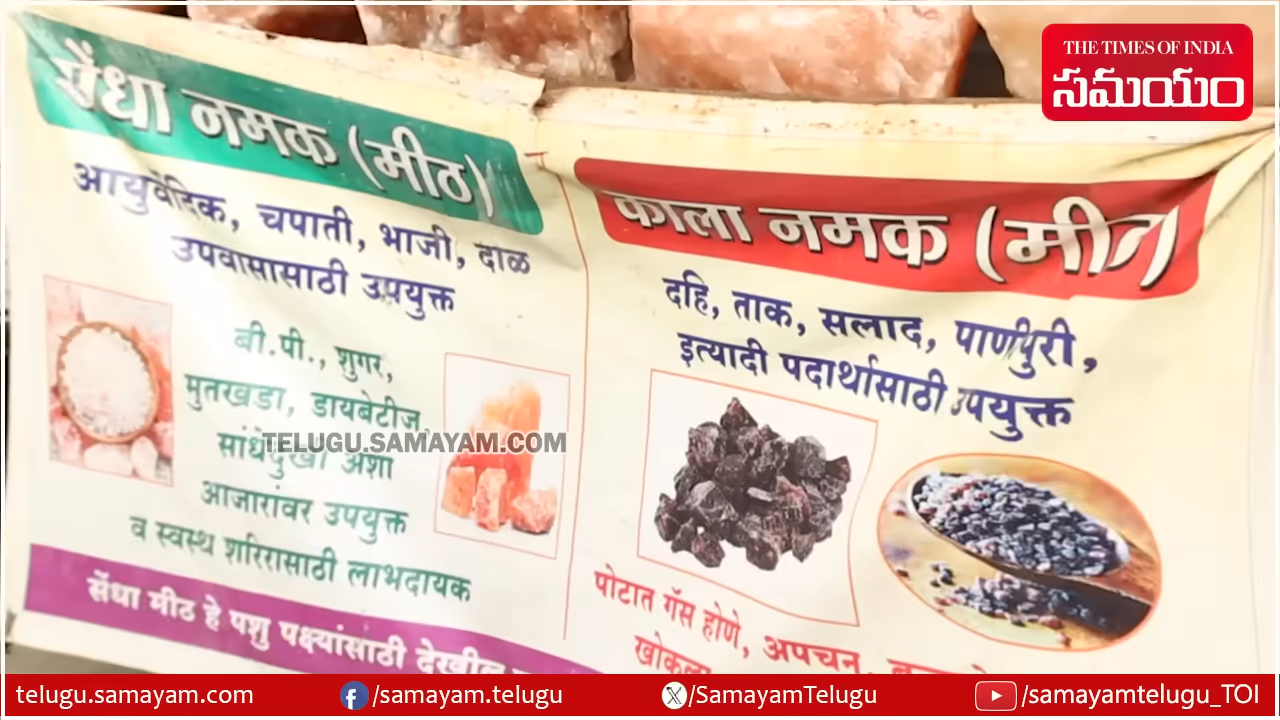 THE TIMES OF INDIA
సమయం
सेंधा नमक (मीठ)
आयुर्वेदिक, चपाती, भाजी, दाळ
उपवासासाठी उपयुक्त
बी.पी., शुगर,
मुतखडा, डायबेटीज,
सांधेदुखी अशा
आजारांवर उपयुक्त
व स्वस्थ शरिरासाठी लाभदायक
सेंधा मीठ हे पशु पक्ष्यांसाठी देखील
काला नमक (मीठ)
दहि, ताक, सलाद, पाणीपुरी,
इत्यादी पदार्थासाठी उपयुक्त
पोटात गॅस होणे, अपचन,
खोकला
TELUGU.SAMAYAM.COM
telugu.samayam.com
/samayam.telugu
/SamayamTelugu
/samayamtelugu_TOI